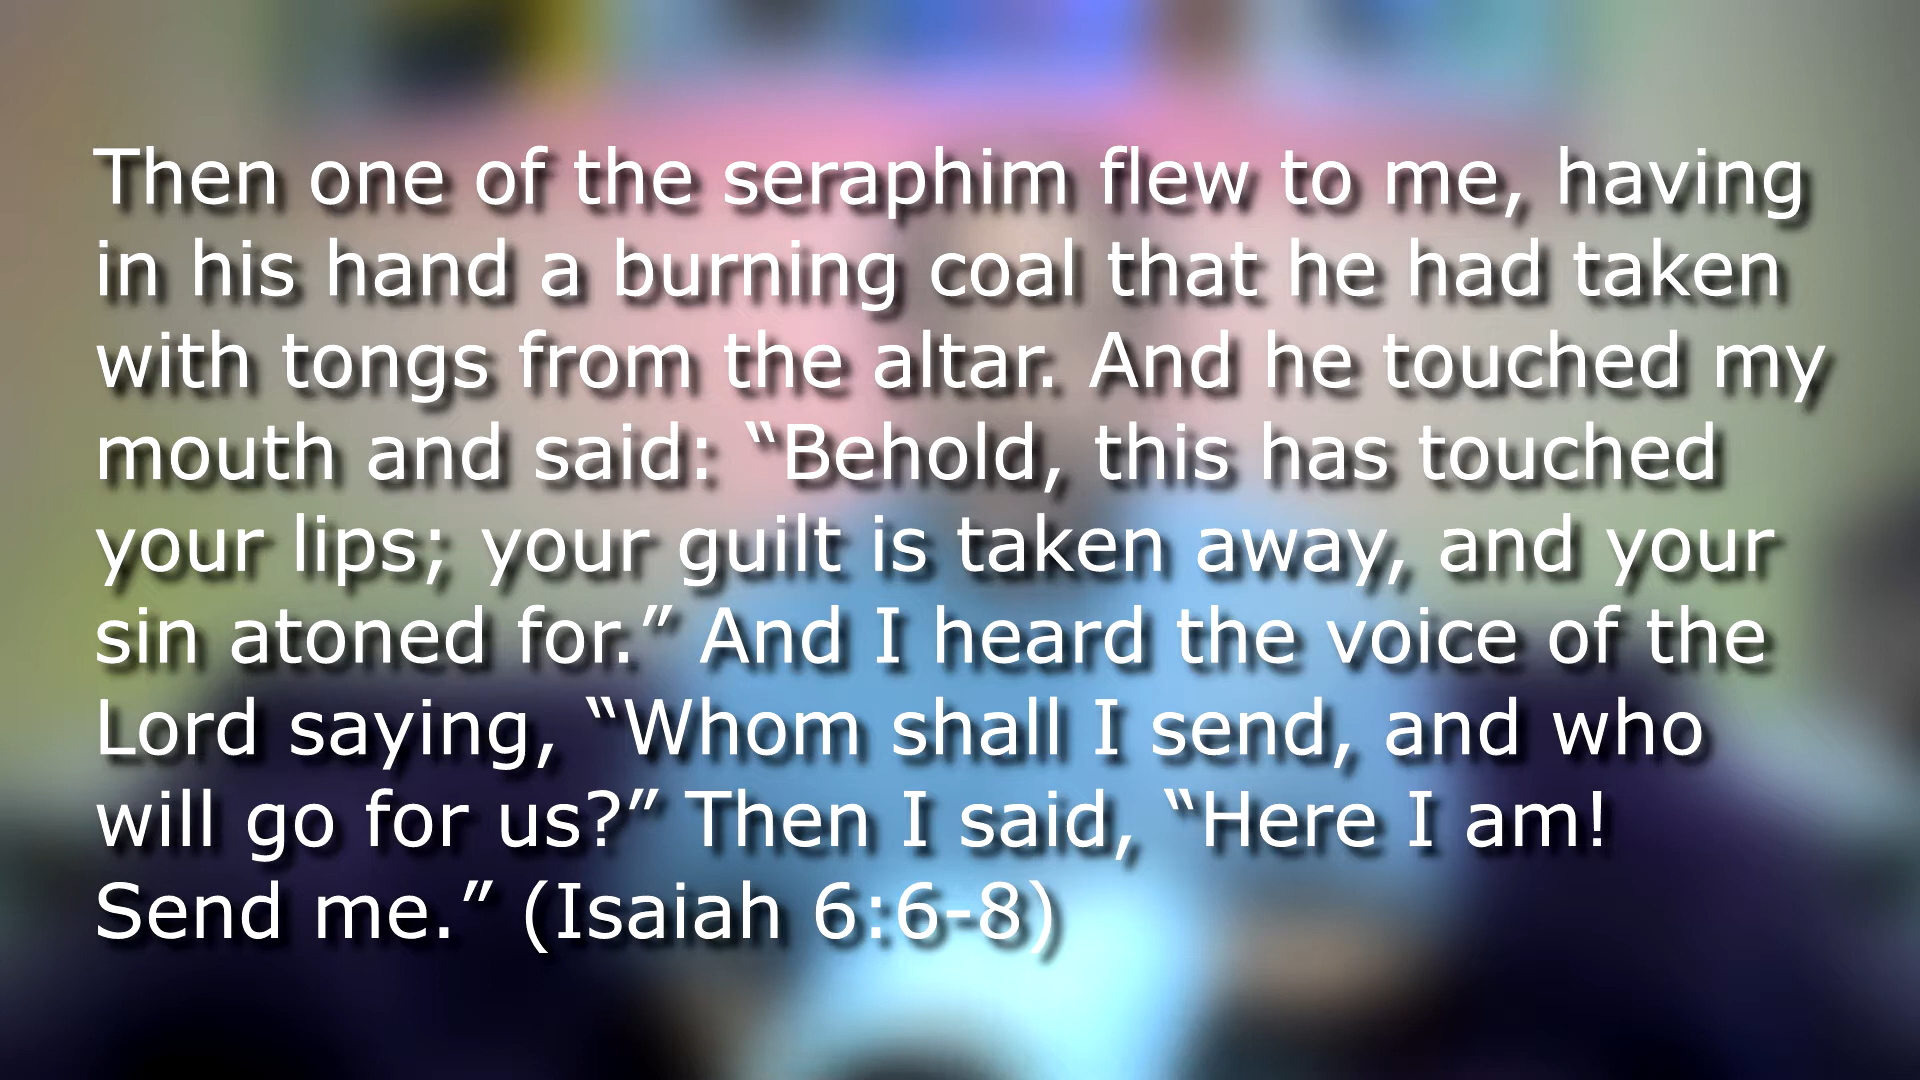 Then one of the seraphim flew to me, having
in his hand a burning coal that he had taken
with tongs from the altar. And he touched my
mouth and said: “Behold, this has touched
your lips; your guilt is taken away, and your
sin atoned for.” And I heard the voice of the
Lord saying, “Whom shall I send, and who
will go for us?” Then I said, “Here I am!
Send me.” (Isaiah 6:6-8)